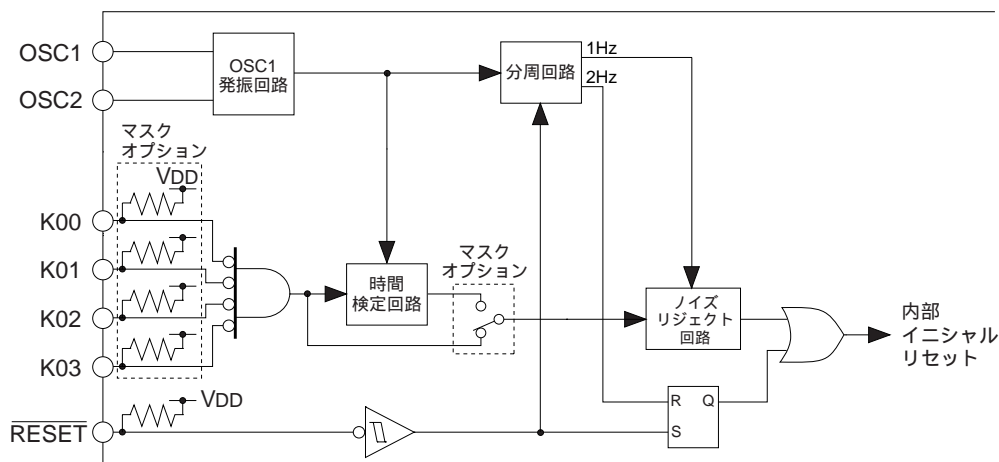 OSC1
OSC2
OSC1
発振回路
分周回路
1Hz
2Hz
マスク
オプション
VDD
K00
K01
K02
K03
時間
検定回路
マスク
オプション
ノイズ
リジェクト
回路
内部
イニシャル
リセット
RESET
VDD
R Q
S